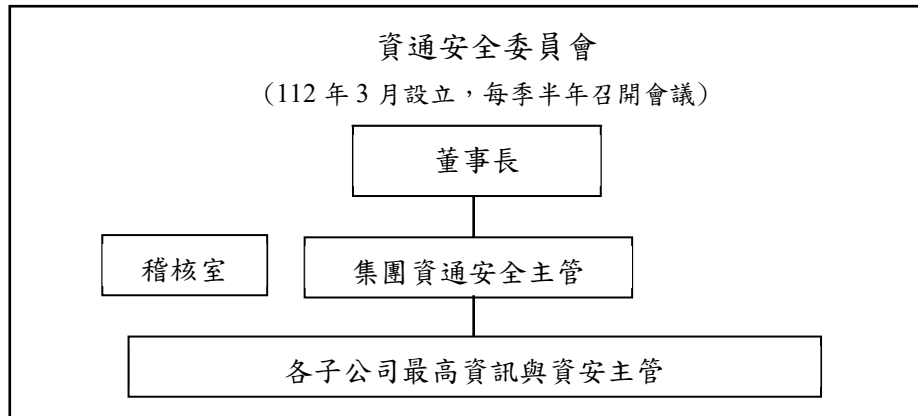 資通安全委員會
（112 年 3 月設立，每季半年召開會議）
董事長
稽核室
集團資通安全主管
各子公司最高資訊與資安主管